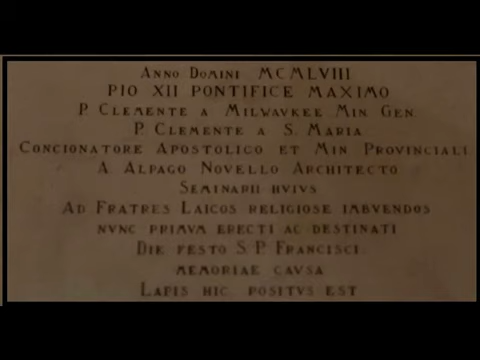 Anno Domini MCMLVIII
PIO XII PONTIFICE MAXIMO
P. Clemente a Milwavkee Min Gen
P. Clemente a S. Maria
Concionatore Apostolico et Min Provinciali
A. Alpago Novello Architecto
Seminarii hvivs
Ad Fratres Laicos religiose imbvendos
nvnc primvm erecti ac destinati
Die festo S. P. Francisci
memoriae cavsa
Lapis hic positvs est